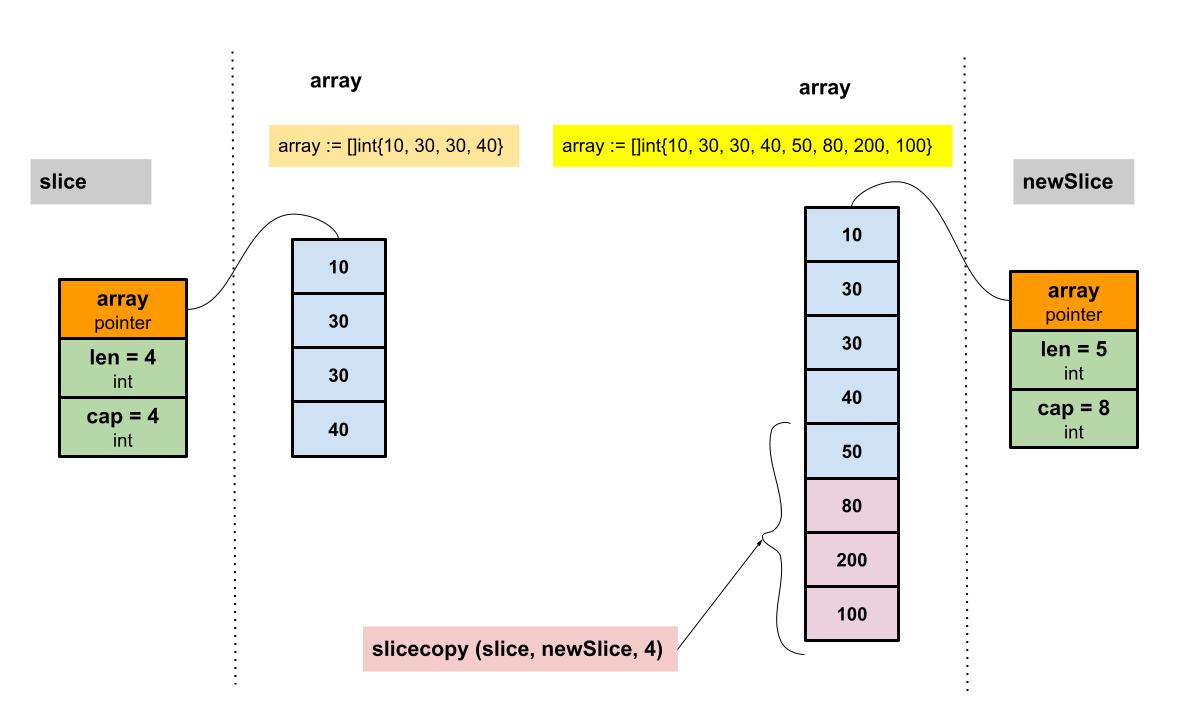 array
array
array := []int{10, 30, 30, 40}
array := []int{10, 30, 30, 40, 50, 80, 200, 100}
slice
newSlice
array
pointer
len = 4
int
cap = 4
int
10
30
30
40
10
30
30
40
50
80
200
100
array
pointer
len = 5
int
cap = 8
int
slicecopy (slice, newSlice, 4)